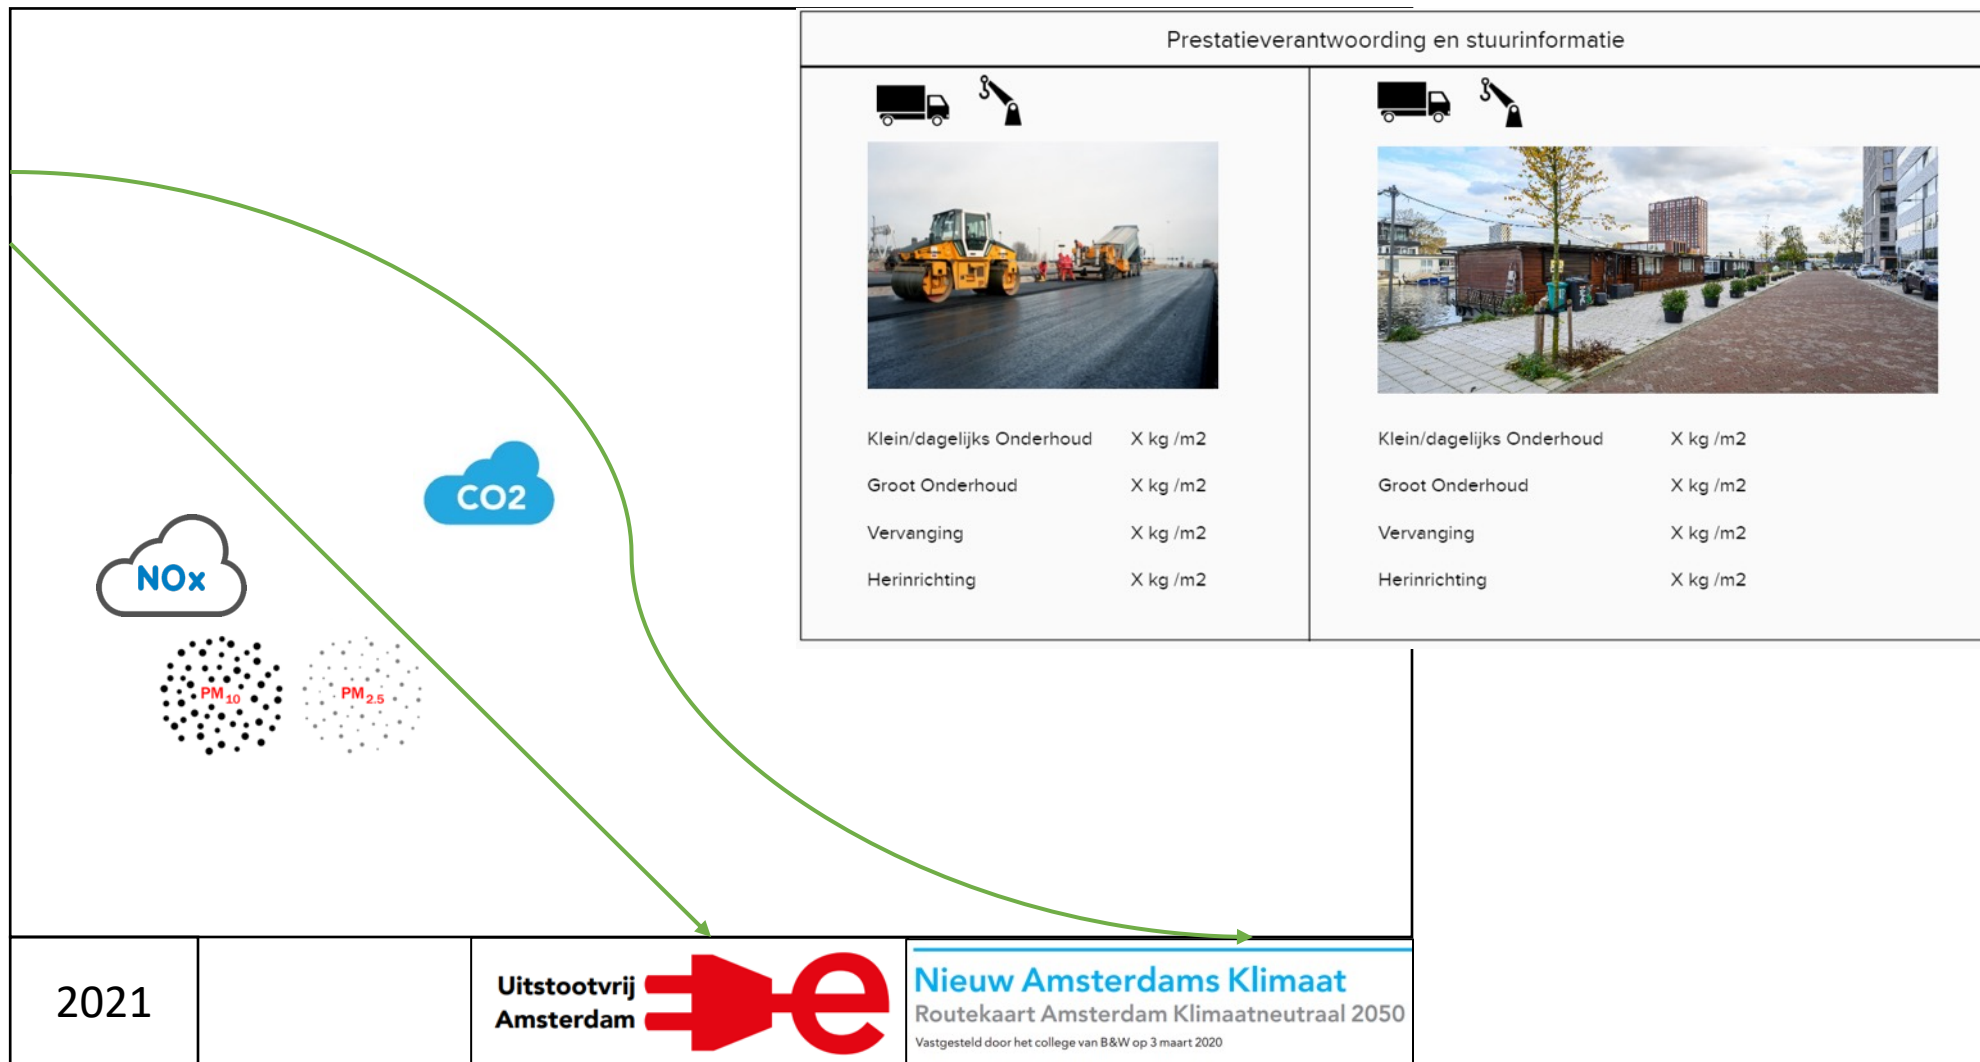 Prestatieverantwoording en stuurinformatie
Klein/dagelijks Onderhoud X kg /m2
Groot Onderhoud X kg /m2
Vervanging X kg /m2
Herinrichting X kg /m2
Klein/dagelijks Onderhoud X kg /m2
Groot Onderhoud X kg /m2
Vervanging X kg /m2
Herinrichting X kg /m2
CO2
NOx
PM10
PM2.5
2021
Uitstootvrij
Amsterdam
e
Nieuw Amsterdams Klimaat
Routekaart Amsterdam Klimaatneutraal 2050
Vastgesteld door het college van B&W op 3 maart 2020